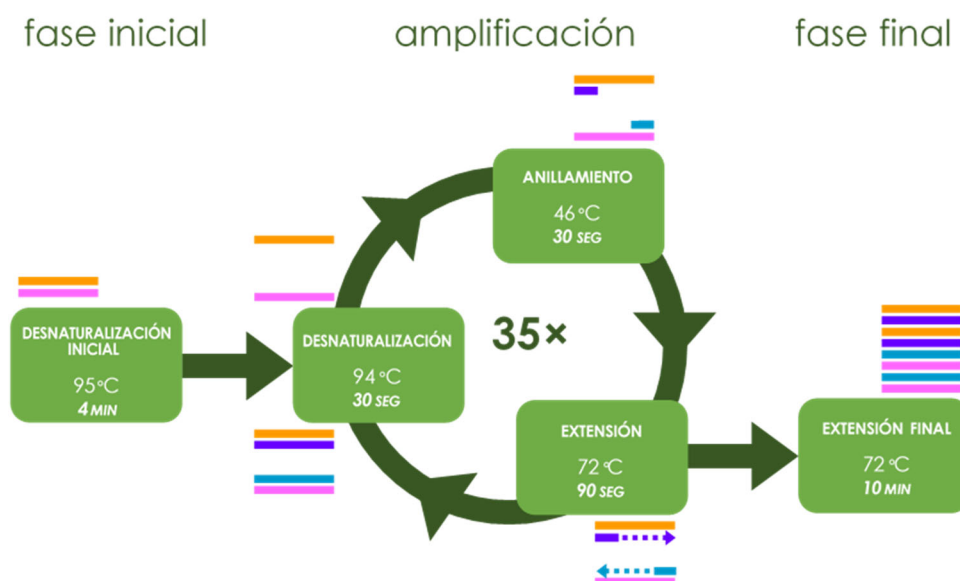 fase inicial
amplificación
fase final
DESNATURALIZACIÓN
INICIAL
95°C
4 MIN
DESNATURALIZACIÓN
94°C
30 SEG
ANILLAMIENTO
46°C
30 SEG
35×
EXTENSIÓN
72°C
90 SEG
EXTENSIÓN FINAL
72°C
10 MIN